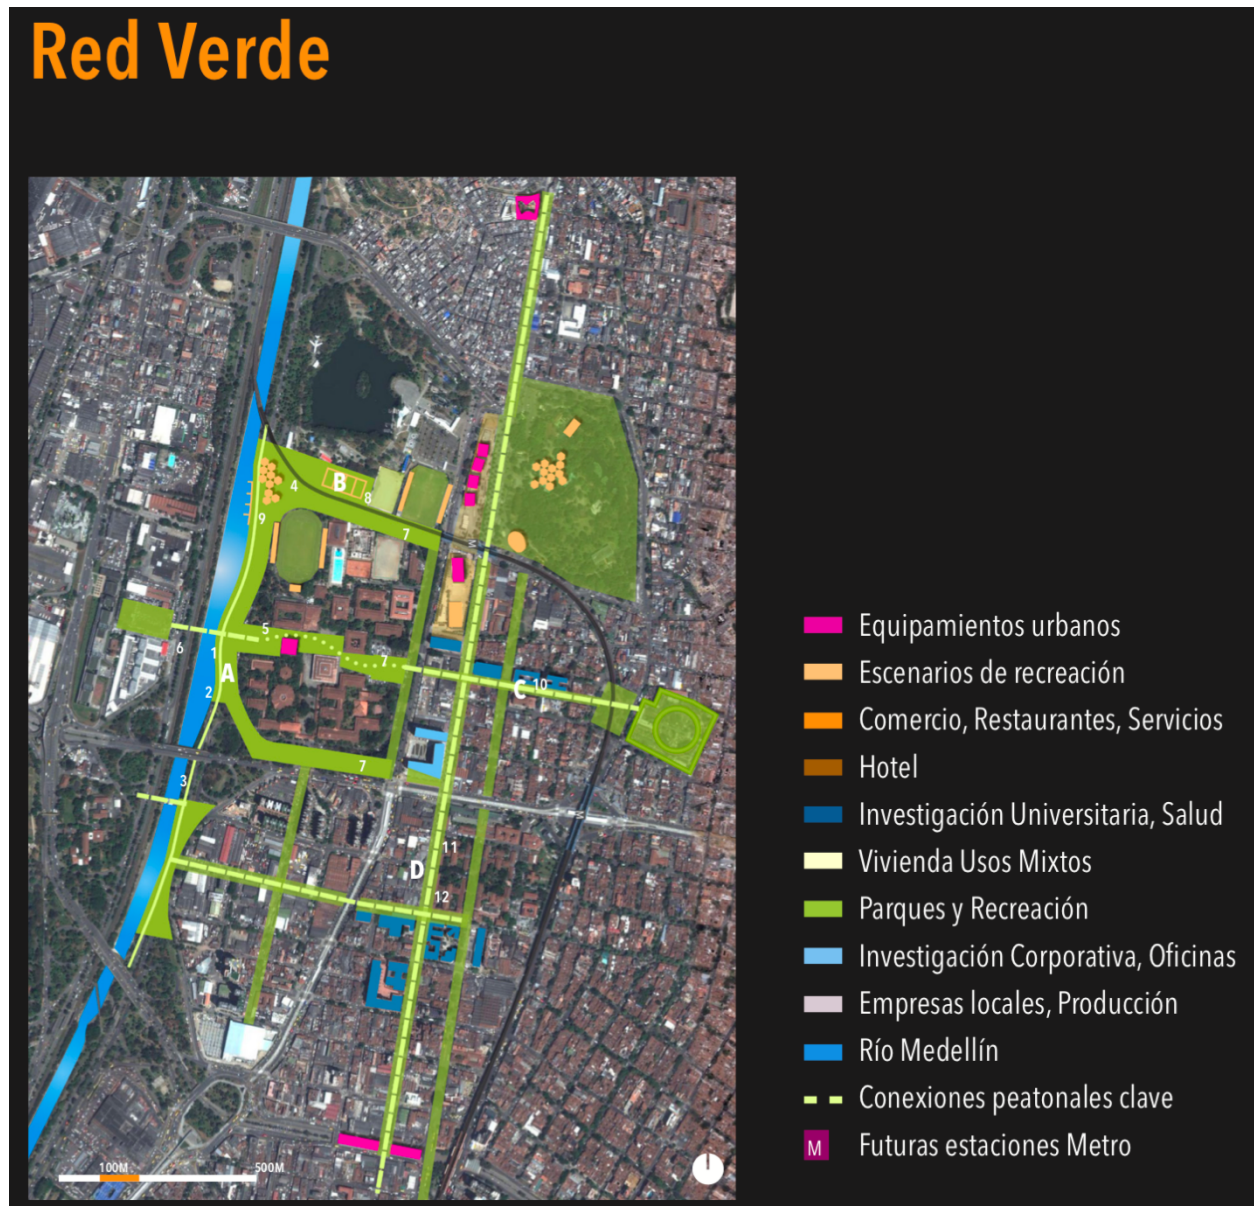 Red Verde
B
4
8
9
7
M
5
6
1
7
A
2
C
10
7
3
M
11
D
12
100M
500M
Equipamientos urbanos
Escenarios de recreación
Comercio, Restaurantes, Servicios
Hotel
Investigación Universitaria, Salud
Vivienda Usos Mixtos
Parques y Recreación
Investigación Corporativa, Oficinas
Empresas locales, Producción
Río Medellín
Conexiones peatonales clave
M Futuras estaciones Metro